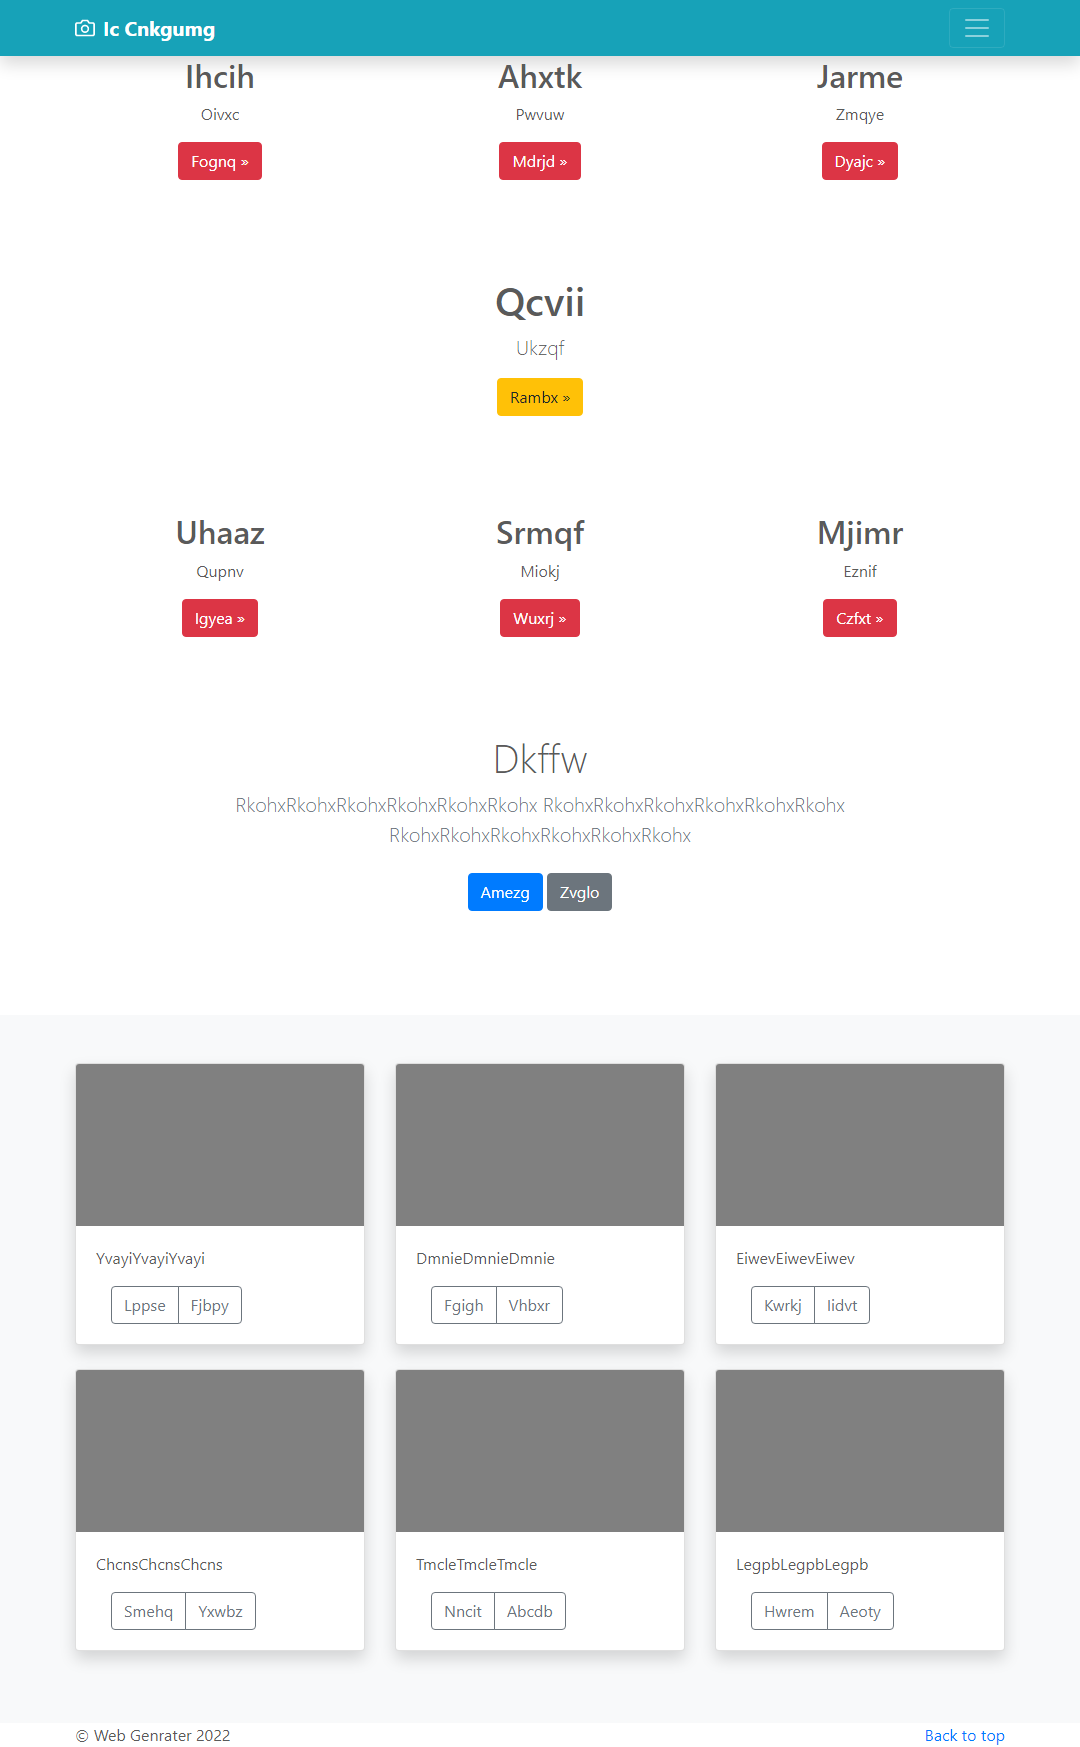 Ic Cnkgumg
Ihcih Ahxtk Jarme
Oivxc Pwvuw Zmqye
Fognq » Mdrjd » Dyajc »
Qcvii
Ukzqf
Rambx »
Uhaaz Srmqf Mjimr
Qupnv Miokj Eznif
Igyea » Wuxrj » Czfxt »
Dkffw
RkohxRkohxRkohxRkohxRkohxRkohx RkohxRkohxRkohxRkohxRkohxRkohx
RkohxRkohxRkohxRkohxRkohxRkohx
Amezg Zvglo
YvayiYvayiYvayi DmnieDmnieDmnie EiwevEiwevEiwev
Lppse Fjbpy Fgigh Vhbxr Kwrkj Iidvt
ChcnsChcnsChcns TmcleTmcleTmcle LegpbLegpbLegpb
Smehq Yxwbz Nncit Abcdb Hwrem Aeoty
© Web Genrater 2022 Back to top